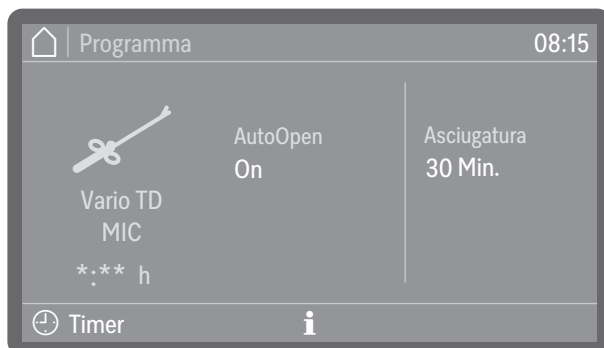 Programma 08:15
Vario TD
MIC
*:** h
AutoOpen
On
Asciugatura
30 Min.
Timer i